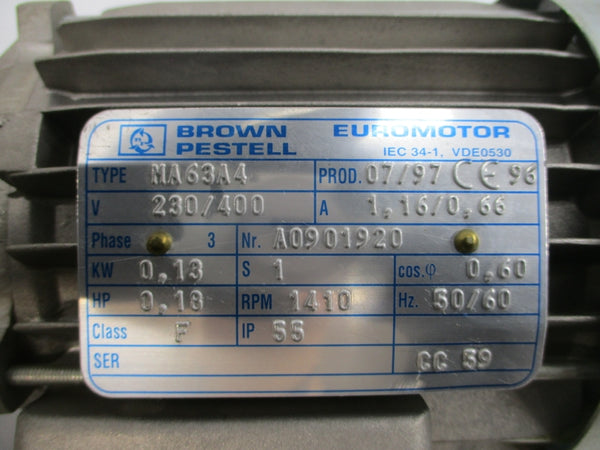 BROWN PESTELL EUROMOTOR
IEC 34-1, VDE0530
TYPE MA63A4 PROD. 07/97 CE 96
V 230/400 A 1,16/0,66
Phase 3 Nr. A0901920
KW 0,13 S 1 cos.φ 0,60
HP 0,18 RPM 1410 Hz. 50/60
Class F IP 55
SER CC 59